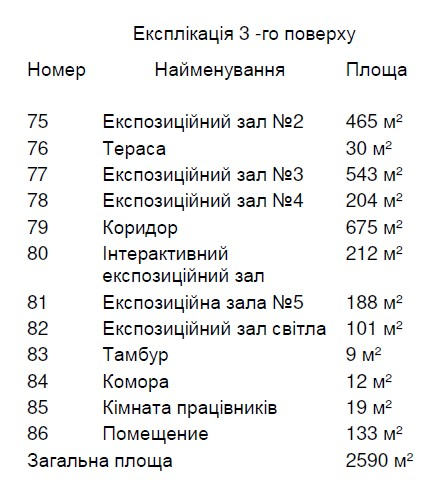 Експлікація 3 -го поверху
Номер Найменування Площа
75 Експозиційний зал №2 465 м²
76 Тераса 30 м²
77 Експозиційний зал №3 543 м²
78 Експозиційний зал №4 204 м²
79 Коридор 675 м²
80 Інтерактивний 212 м²
експозиційний зал
81 Експозиційна зала №5 188 м²
82 Експозиційний зал світла 101 м²
83 Тамбур 9 м²
84 Комора 12 м²
85 Кімната працівників 19 м²
86 Помещение 133 м²
Загальна площа 2590 м²